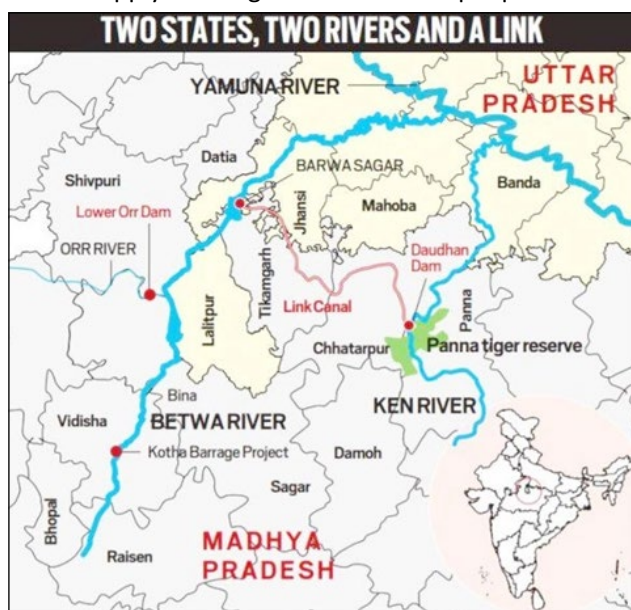 TWO STATES, TWO RIVERS AND A LINK
YAMUNA RIVER
UTTAR
PRADESH
Datia
BARWA SAGAR
Shivpuri
Jhansi
Mahoba
Banda
Lower Orr Dam
ORR RIVER
Tikamgarh
Daudhan
Dam
Link Canal
Lalitpur
Panna
Chhatarpur
Panna tiger reserve
Bina
Vidisha
BETWA RIVER
KEN RIVER
Kotha Barrage Project
Damoh
Sagar
Bhopal
Raisen
MADHYA
PRADESH